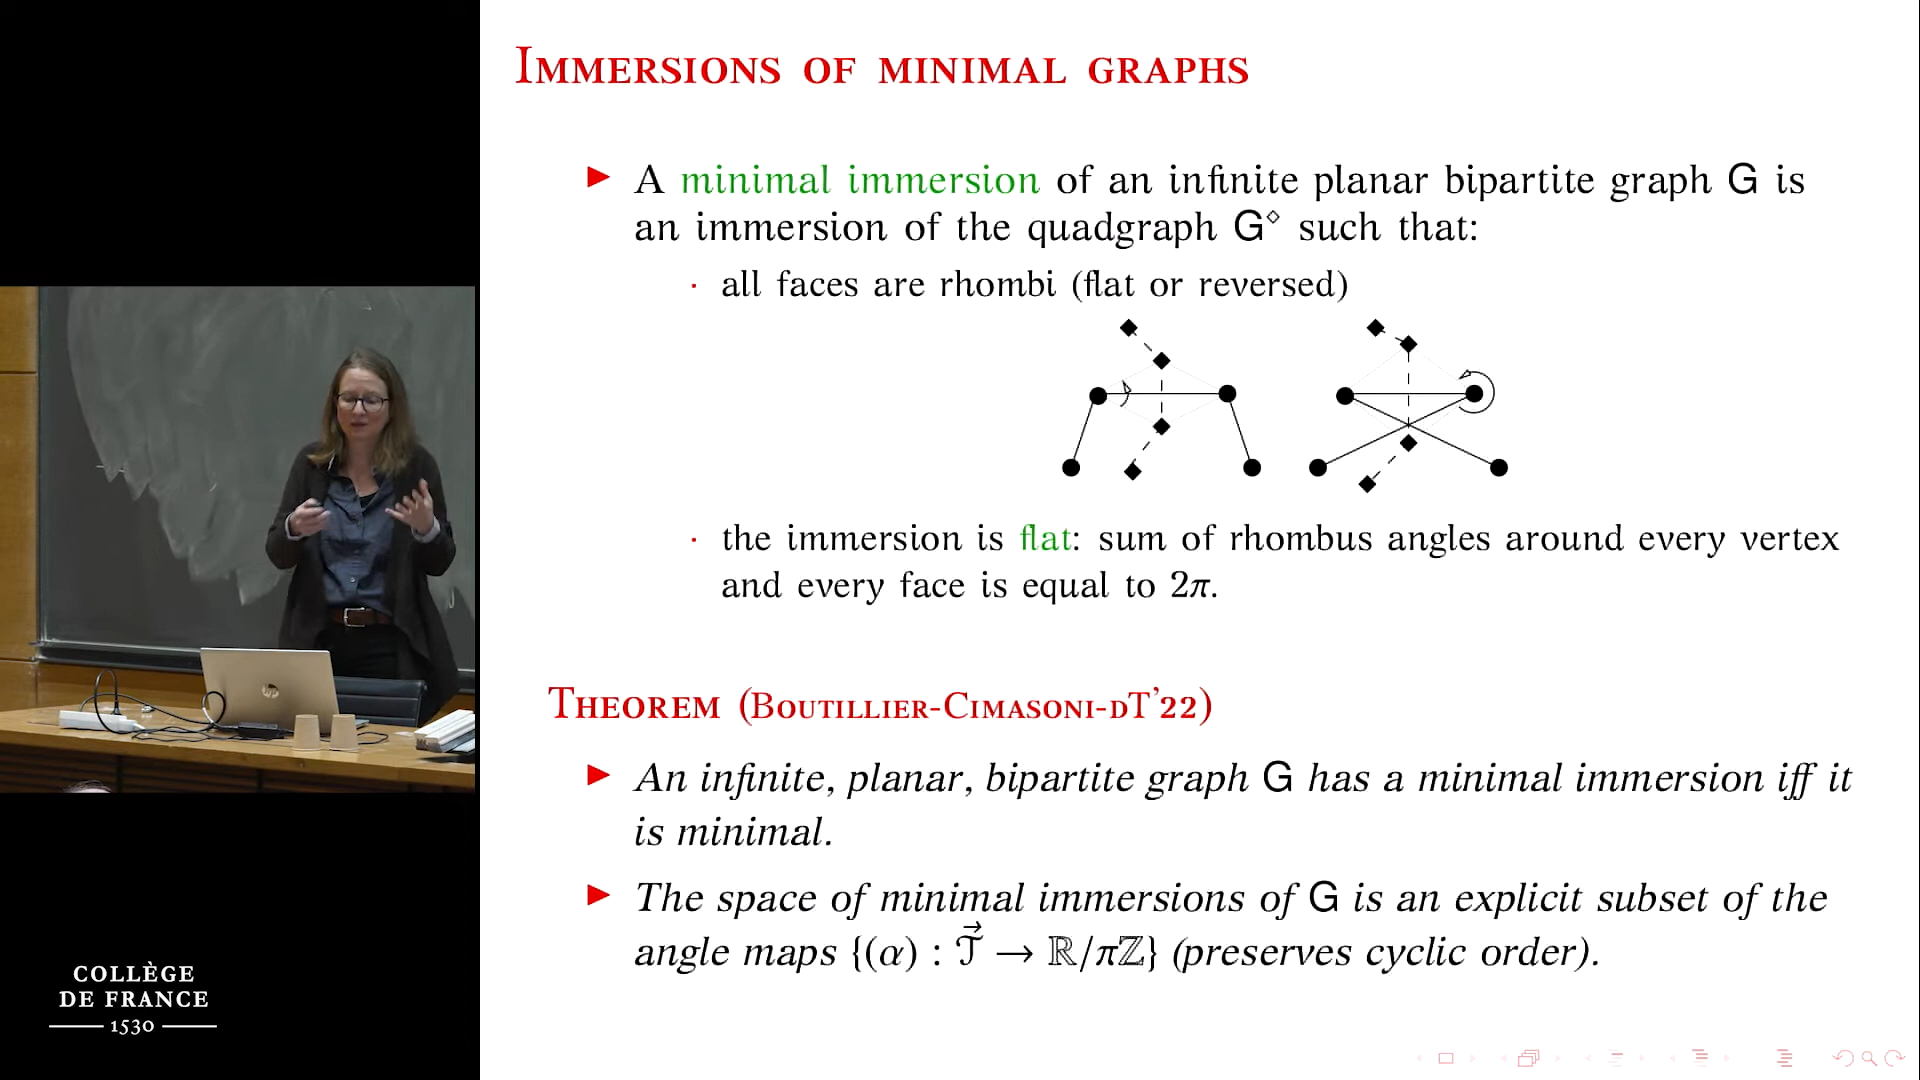 IMMERSIONS OF MINIMAL GRAPHS
A minimal immersion of an infinite planar bipartite graph G is
an immersion of the quadgraph G⋄ such that:
· all faces are rhombi (flat or reversed)
· the immersion is flat: sum of rhombus angles around every vertex
and every face is equal to 2π.
THEOREM (BOUTILLIER-CIMASONI-DT'22)
An infinite, planar, bipartite graph G has a minimal immersion iff it
is minimal.
The space of minimal immersions of G is an explicit subset of the
angle maps {(α) : 𝒯⃗ → ℝ/πℤ} (preserves cyclic order).
hp
COLLÈGE
DE FRANCE
1530